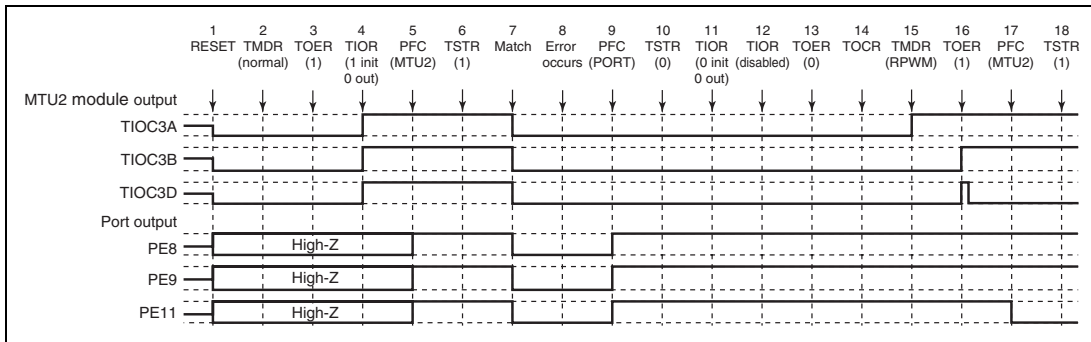 1 2 3 4 5 6 7 8 9 10 11 12 13 14 15 16 17 18
RESET TMDR TOER TIOR PFC TSTR Match Error PFC TSTR TIOR TIOR TOER TOCR TMDR TOER PFC TSTR
(normal) (1) (1 init (MTU2) (1) occurs (PORT) (0) (0 init (disabled) (0) (RPWM) (1) (MTU2) (1)
0 out) 0 out)
MTU2 module output
TIOC3A
TIOC3B
TIOC3D
Port output
PE8 High-Z
PE9 High-Z
PE11 High-Z